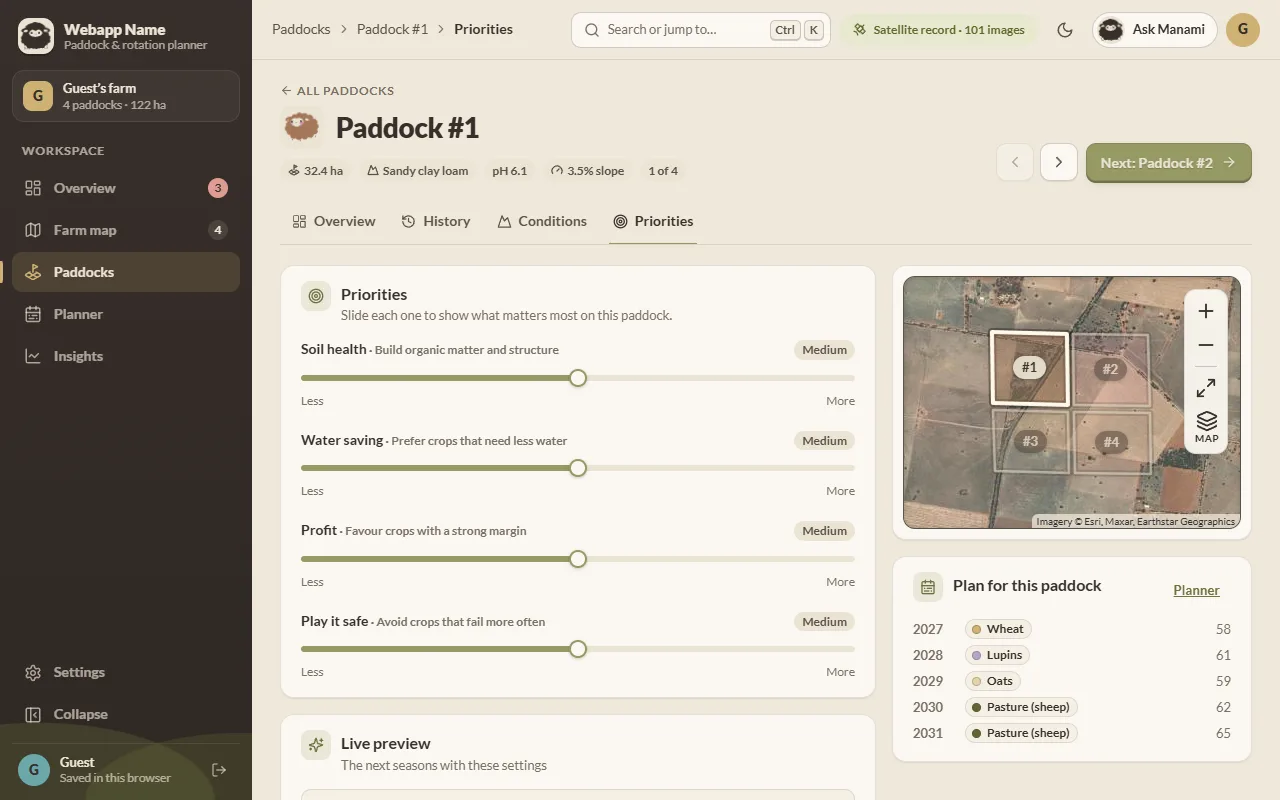 Webapp Name
Paddock & rotation planner
G
Guest's farm
4 paddocks · 122 ha
WORKSPACE
Overview 3
Farm map 4
Paddocks
Planner
Insights
Settings
Collapse
G
Guest
Saved in this browser
Paddocks > Paddock #1 > Priorities
Search or jump to... Ctrl K
Satellite record · 101 images
Ask Manami
G
← ALL PADDOCKS
Paddock #1
32.4 ha
Sandy clay loam
pH 6.1
3.5% slope
1 of 4
Next: Paddock #2 →
Overview
History
Conditions
Priorities
Priorities
Slide each one to show what matters most on this paddock.
Soil health · Build organic matter and structure Medium
Less More
Water saving · Prefer crops that need less water Medium
Less More
Profit · Favour crops with a strong margin Medium
Less More
Play it safe · Avoid crops that fail more often Medium
Less More
Live preview
The next seasons with these settings
#1
#2
#3
#4
MAP
Imagery © Esri, Maxar, Earthstar Geographics
Plan for this paddock Planner
2027 Wheat 58
2028 Lupins 61
2029 Oats 59
2030 Pasture (sheep) 62
2031 Pasture (sheep) 65